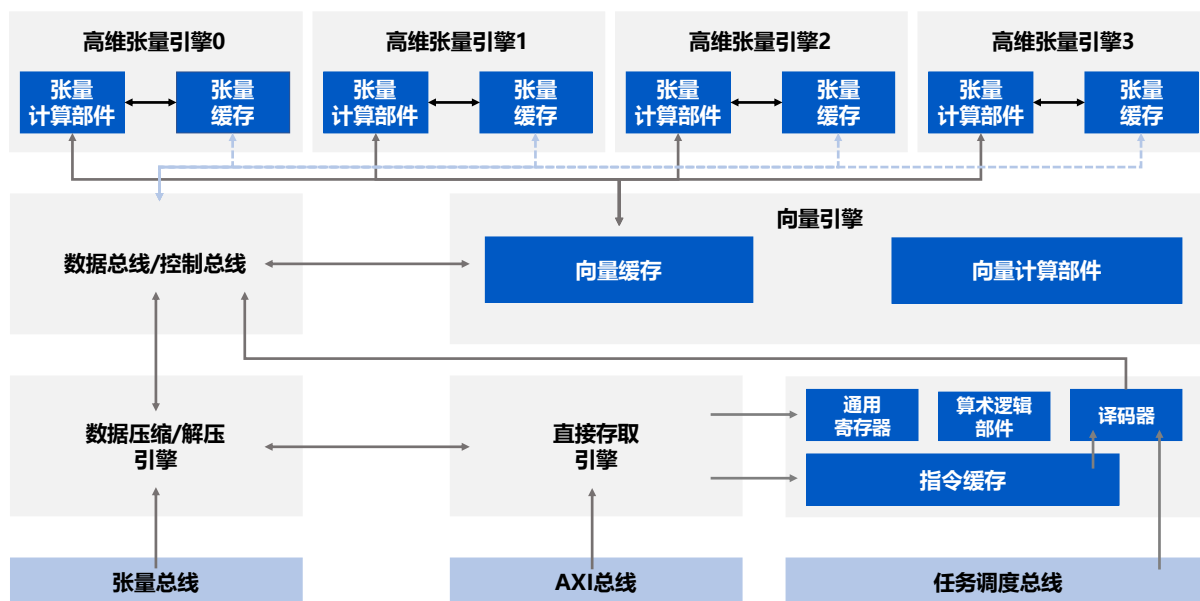 高维张量引擎0
高维张量引擎1
高维张量引擎2
高维张量引擎3
张量
计算部件
张量
缓存
张量
计算部件
张量
缓存
张量
计算部件
张量
缓存
张量
计算部件
张量
缓存
数据总线/控制总线
向量引擎
向量缓存
向量计算部件
数据压缩/解压
引擎
直接存取
引擎
通用
寄存器
算术逻辑
部件
译码器
指令缓存
张量总线
AXI总线
任务调度总线